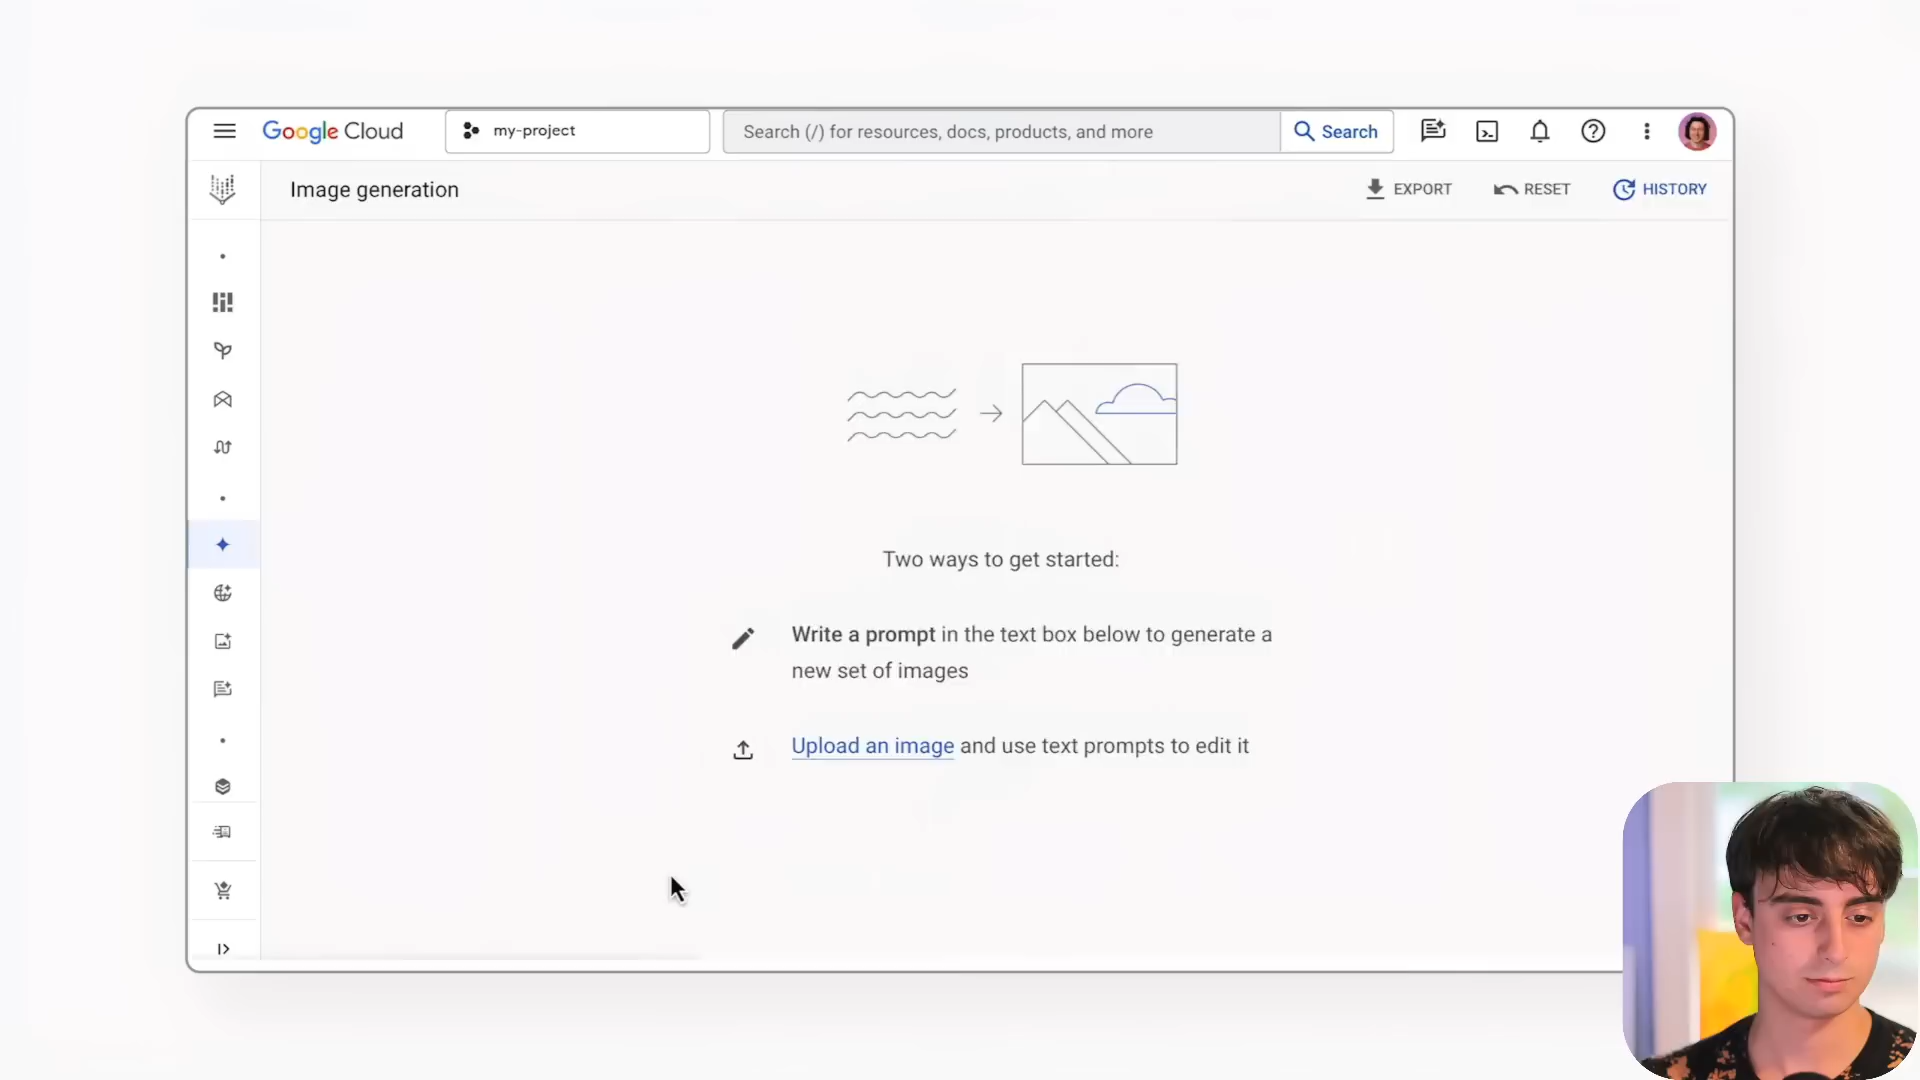 Google Cloud
my-project
Search (/) for resources, docs, products, and more
Search
Image generation
EXPORT
RESET
HISTORY
Two ways to get started:
Write a prompt in the text box below to generate a
new set of images
Upload an image and use text prompts to edit it